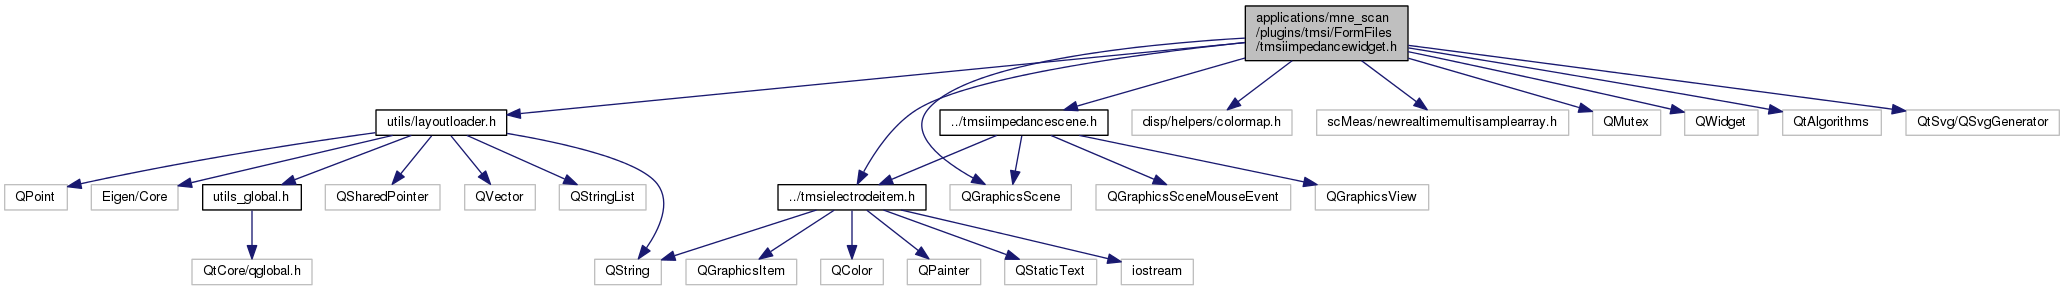 applications/mne_scan
/plugins/tmsi/FormFiles
/tmsiimpedancewidget.h
utils/layoutloader.h
../tmsiimpedancescene.h
disp/helpers/colormap.h
scMeas/newrealtimemultisamplearray.h
QMutex
QWidget
QtAlgorithms
QtSvg/QSvgGenerator
QPoint
Eigen/Core
utils_global.h
QSharedPointer
QVector
QStringList
../tmsielectrodeitem.h
QGraphicsScene
QGraphicsSceneMouseEvent
QGraphicsView
QtCore/qglobal.h
QString
QGraphicsItem
QColor
QPainter
QStaticText
iostream